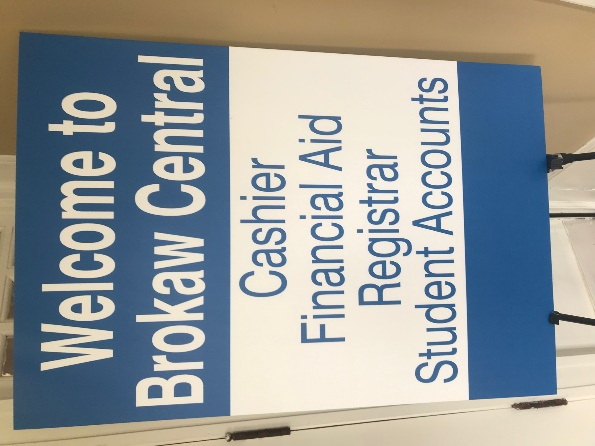 Welcome to
Brokaw Central
Cashier
Financial Aid
Registrar
Student Accounts